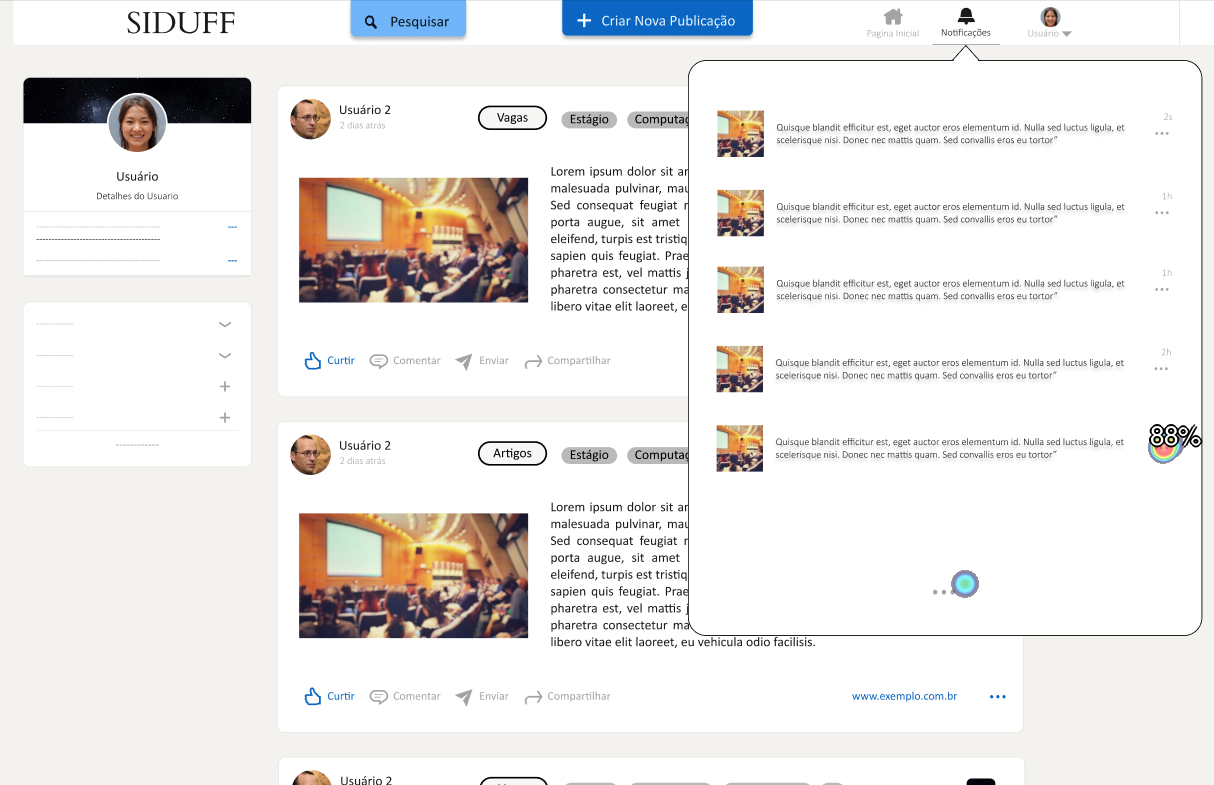 SIDUFF
Pesquisar
Criar Nova Publicação
Pagina Inicial
Notificações
Usuário
Usuário
Detalhes do Usuario
Usuário 2
2 dias atrás
Vagas
Estágio
Computaç
Lorem ipsum dolor sit ar
malesuada pulvinar, mau
Sed consequat feugiat
porta augue, sit amet
eleifend, turpis est tristiq
sapien quis feugiat. Prae
pharetra est, vel mattis
pharetra consectetur ma
libero vitae elit laoreet, e
Curtir
Comentar
Enviar
Compartilhar
Usuário 2
2 dias atrás
Artigos
Estágio
Computaç
Lorem ipsum dolor sit ar
malesuada pulvinar, mau
Sed consequat feugiat
porta augue, sit amet
eleifend, turpis est tristiq
sapien quis feugiat. Prae
pharetra est, vel mattis
pharetra consectetur ma
libero vitae elit laoreet, eu vehicula odio facilisis.
Curtir
Comentar
Enviar
Compartilhar
www.exemplo.com.br
•••
Usuário 2
2s
Quisque blandit efficitur est, eget auctor eros elementum id. Nulla sed luctus ligula, et
scelerisque nisi. Donec nec mattis quam. Sed convallis eros eu tortor”
1h
Quisque blandit efficitur est, eget auctor eros elementum id. Nulla sed luctus ligula, et
scelerisque nisi. Donec nec mattis quam. Sed convallis eros eu tortor”
1h
Quisque blandit efficitur est, eget auctor eros elementum id. Nulla sed luctus ligula, et
scelerisque nisi. Donec nec mattis quam. Sed convallis eros eu tortor”
2h
Quisque blandit efficitur est, eget auctor eros elementum id. Nulla sed luctus ligula, et
scelerisque nisi. Donec nec mattis quam. Sed convallis eros eu tortor”
88%
Quisque blandit efficitur est, eget auctor eros elementum id. Nulla sed luctus ligula, et
scelerisque nisi. Donec nec mattis quam. Sed convallis eros eu tortor”